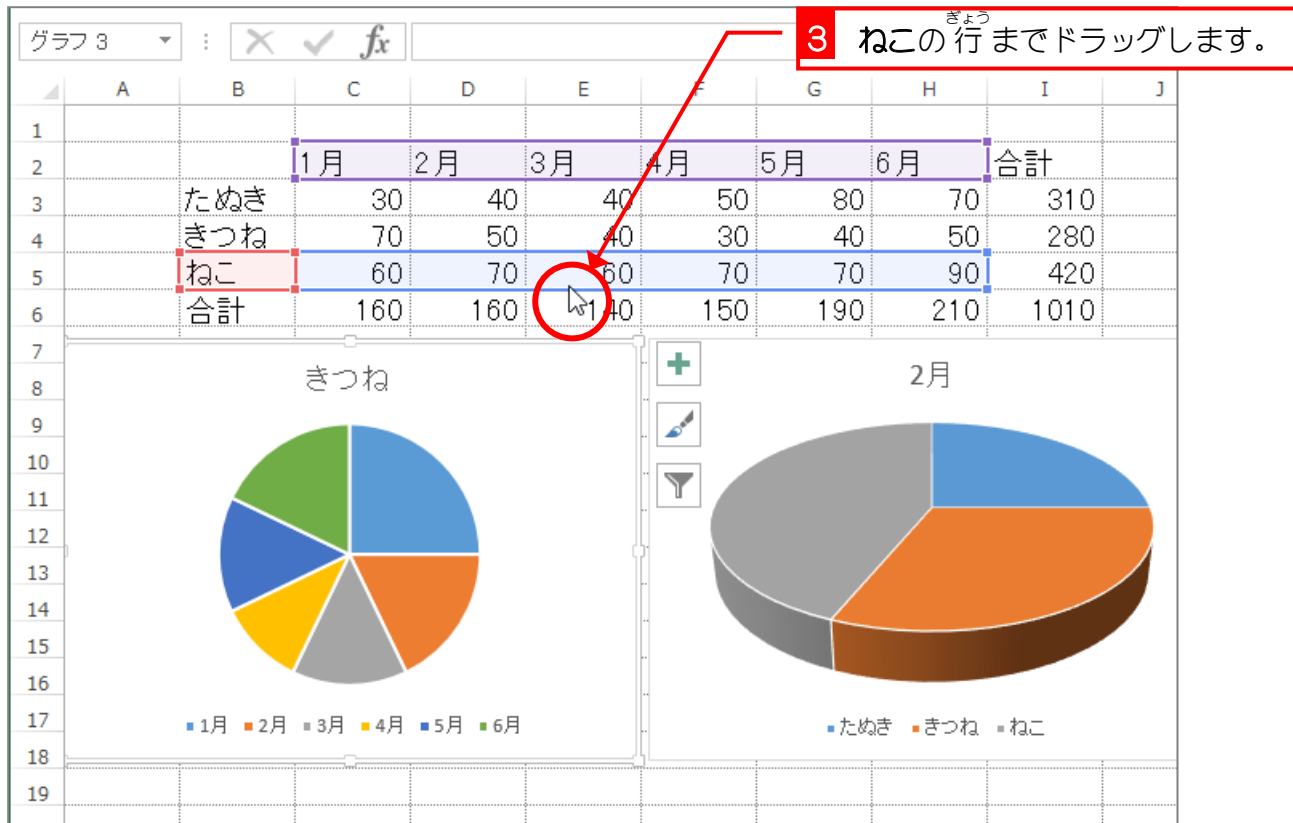 グラフ 3 fx
3 ねこの行までドラッグします。
ぎょう
A B C D E F G H I J
1
2 1月 2月 3月 4月 5月 6月 合計
3 たぬき 30 40 40 50 80 70 310
4 きつね 70 50 40 30 40 50 280
5 ねこ 60 70 60 70 70 90 420
6 合計 160 160 140 150 190 210 1010
7
8
9
10
11
12
13
14
15
16
17
18
19
きつね
1月 2月 3月 4月 5月 6月
2月
たぬき きつね ねこ